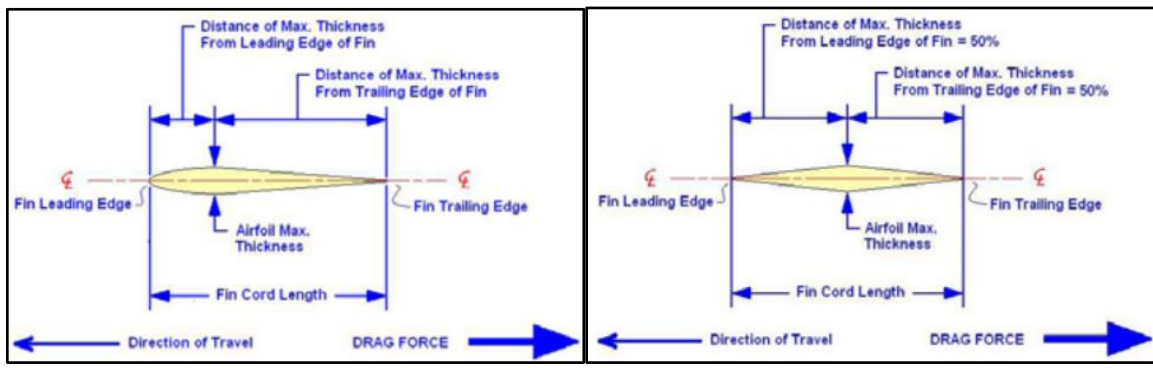 Distance of Max. Thickness
From Leading Edge of Fin
Distance of Max. Thickness
From Trailing Edge of Fin
℄
℄
Fin Leading Edge
Fin Trailing Edge
Airfoil Max.
Thickness
Fin Cord Length
Direction of Travel
DRAG FORCE
Distance of Max. Thickness
From Leading Edge of Fin = 50%
Distance of Max. Thickness
From Trailing Edge of Fin = 50%
℄
℄
Fin Leading Edge
Fin Trailing Edge
Airfoil Max.
Thickness
Fin Cord Length
Direction of Travel
DRAG FORCE